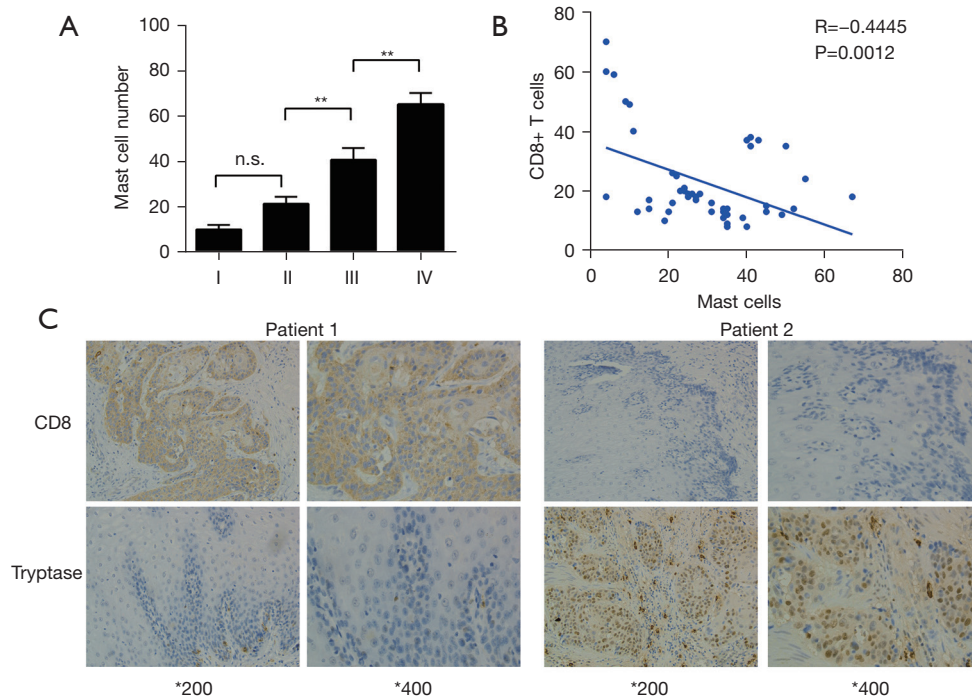 A
Mast cell number
100
80
60
40
20
0
n.s.
**
**
I II III IV
B
CD8+ T cells
80
60
40
20
0
R=−0.4445
P=0.0012
0 20 40 60 80
Mast cells
C
Patient 1 Patient 2
CD8
Tryptase
*200 *400 *200 *400